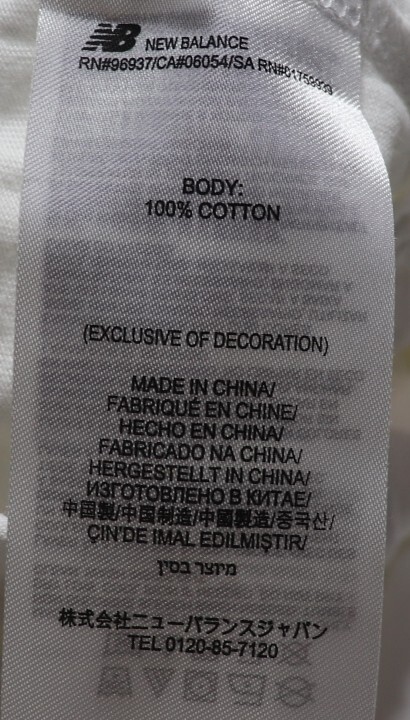 NB NEW BALANCE
RN#96937/CA#06054/SA RN#01759939
BODY:
100% COTTON
(EXCLUSIVE OF DECORATION)
MADE IN CHINA/
FABRIQUÉ EN CHINE/
HECHO EN CHINA/
FABRICADO NA CHINA/
HERGESTELLT IN CHINA/
ИЗГОТОВЛЕНО В КИТАЕ/
中国製/中国制造/中國製造/중국산/
ÇIN'DE IMAL EDILMIŞTIR/
מיוצר בסין
株式会社ニューバランスジャパン
TEL 0120-85-7120